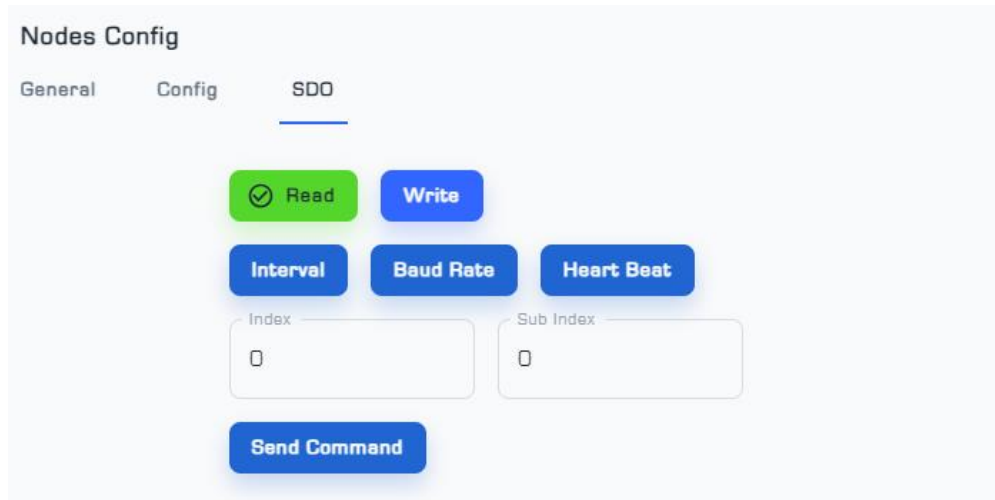 Nodes Config
General Config SDO
Read Write
Interval Baud Rate Heart Beat
Index Sub Index
0 0
Send Command